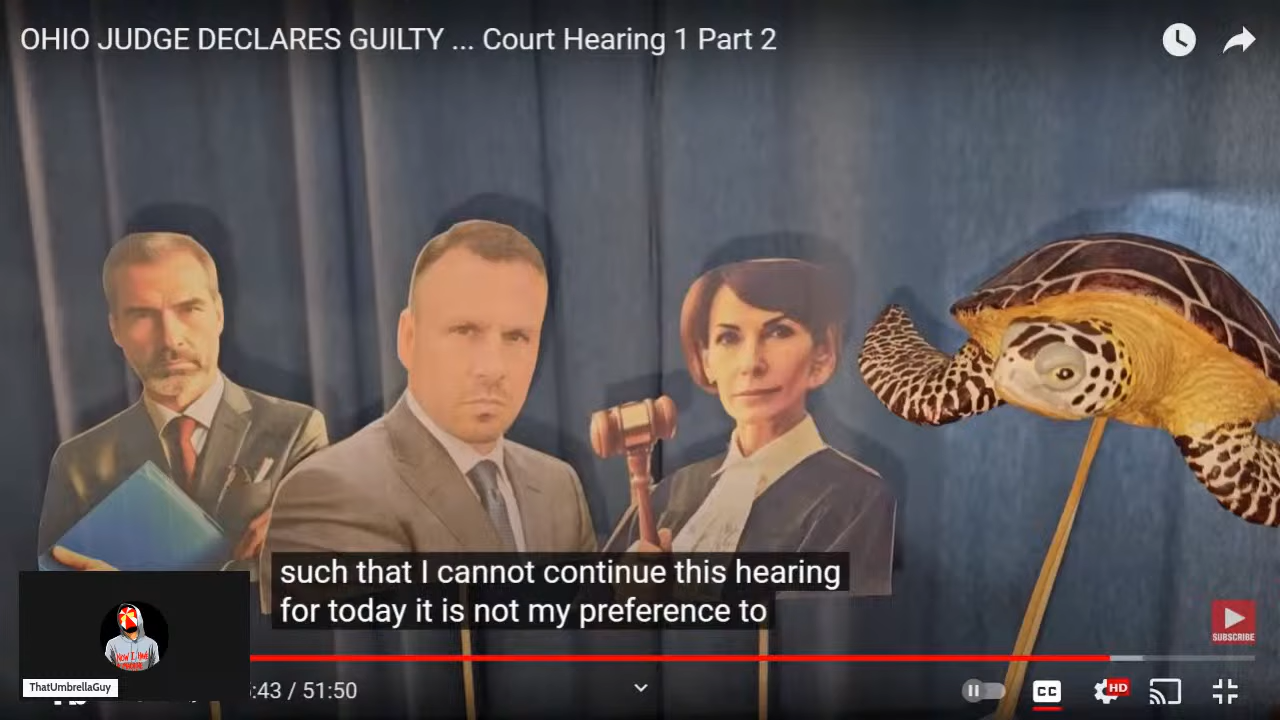 OHIO JUDGE DECLARES GUILTY ... Court Hearing 1 Part 2
such that I cannot continue this hearing
for today it is not my preference to
SUBSCRIBE
ThatUmbrellaGuy
:43 / 51:50
CC
HD